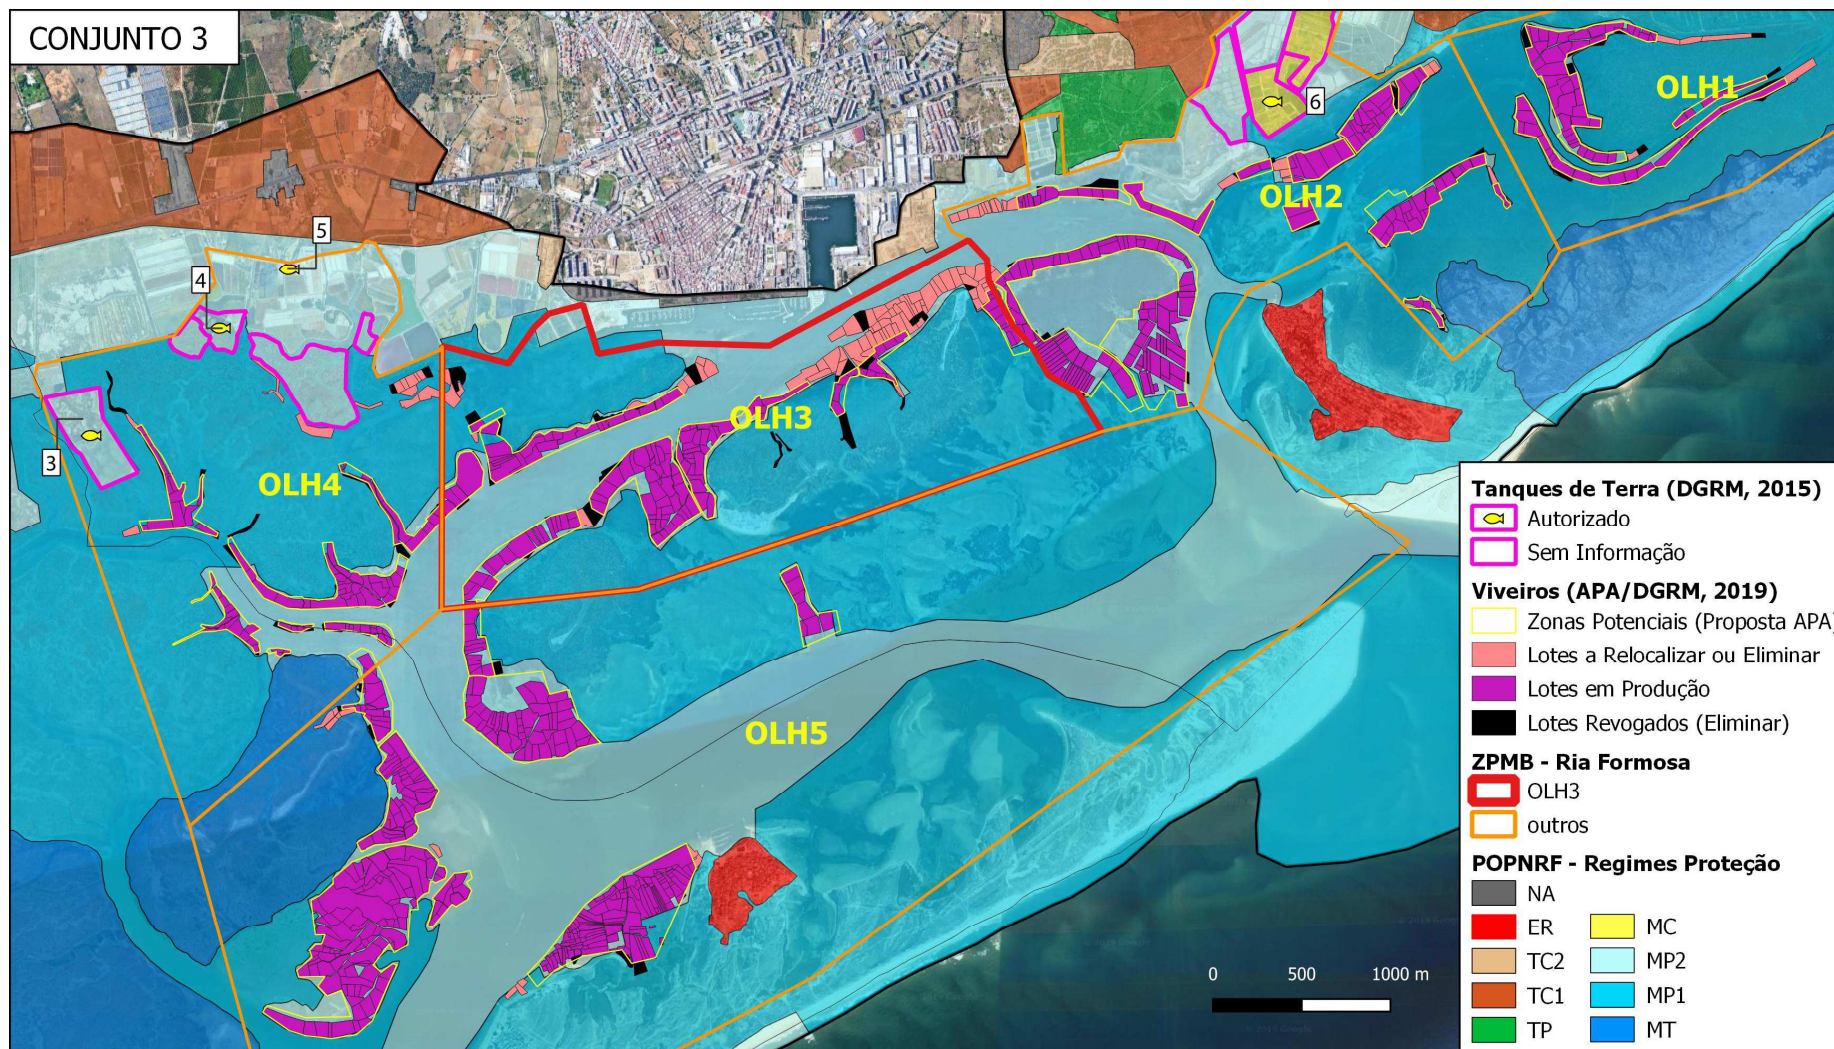 CONJUNTO 3
OLH1
6
OLH2
5
4
OLH3
3
OLH4
OLH5
Tanques de Terra (DGRM, 2015)
Autorizado
Sem Informação
Viveiros (APA/DGRM, 2019)
Zonas Potenciais (Proposta APA)
Lotes a Relocalizar ou Eliminar
Lotes em Produção
Lotes Revogados (Eliminar)
ZPMB - Ria Formosa
OLH3
outros
POPNRF - Regimes Proteção
NA
ER MC
TC2 MP2
TC1 MP1
TP MT
0 500 1000 m